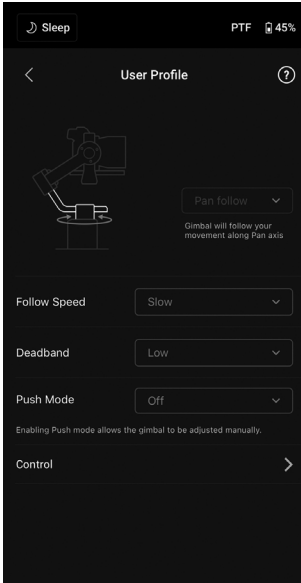 Sleep PTF 45%
User Profile ?
Pan follow
Gimbal will follow your
movement along Pan axis
Follow Speed Slow
Deadband Low
Push Mode Off
Enabling Push mode allows the gimbal to be adjusted manually.
Control